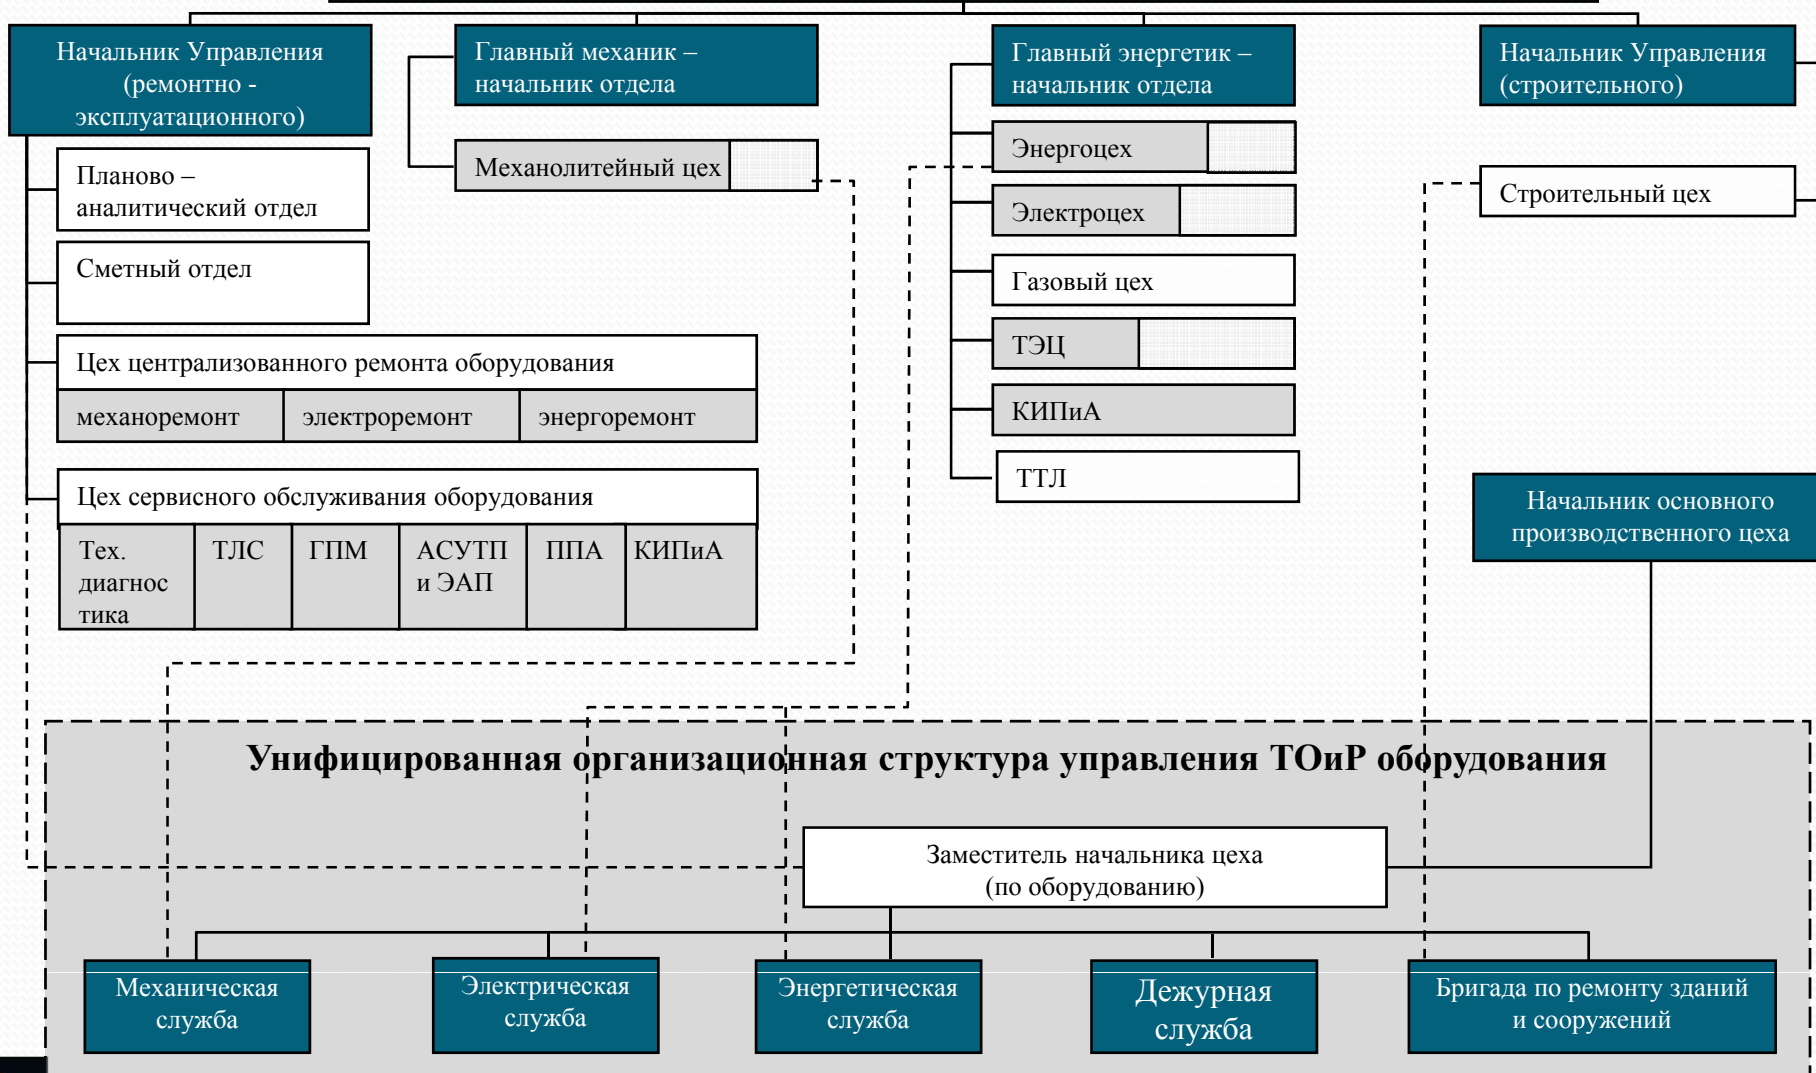 Начальник Управления
(ремонтно -
эксплуатационного)
Главный механик –
начальник отдела
Главный энергетик –
начальник отдела
Начальник Управления
(строительного)
Планово –
аналитический отдел
Сметный отдел
Цех централизованного ремонта оборудования
механоремонт
электроремонт
энергоремонт
Цех сервисного обслуживания оборудования
Тех.
диагнос
тика
ТЛС
ГПМ
АСУТП
и ЭАП
ППА
КИПиА
Механолитейный цех
Энергоцех
Электроцех
Газовый цех
ТЭЦ
КИПиА
ТТЛ
Строительный цех
Начальник основного
производственного цеха
Унифицированная организационная структура управления ТОиР оборудования
Заместитель начальника цеха
(по оборудованию)
Механическая
служба
Электрическая
служба
Энергетическая
служба
Дежурная
служба
Бригада по ремонту зданий
и сооружений